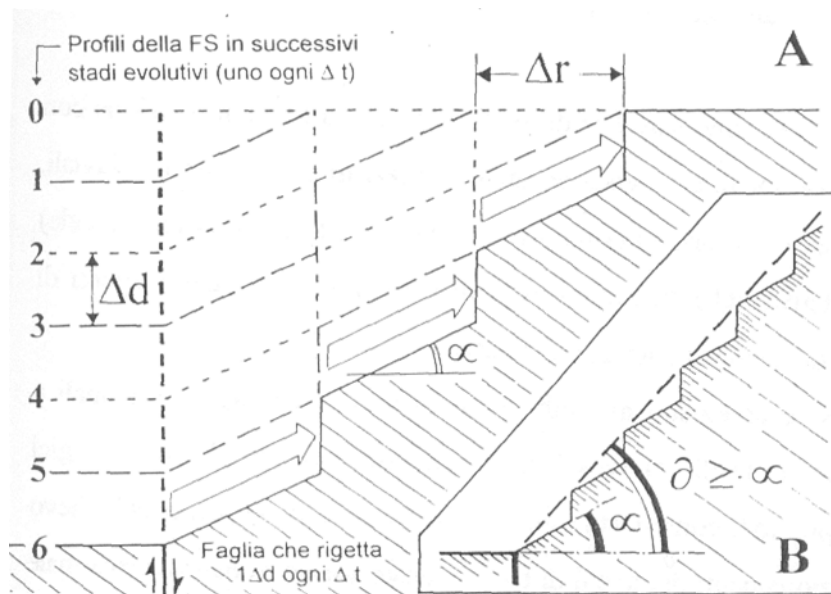 Profili della FS in successivi
stadi evolutivi (uno ogni Δ t)
A
Δr
0
1
2
Δd
3
∝
4
5
∂ ≥ ∝
∝
6
Faglia che rigetta
1Δd ogni Δ t
B